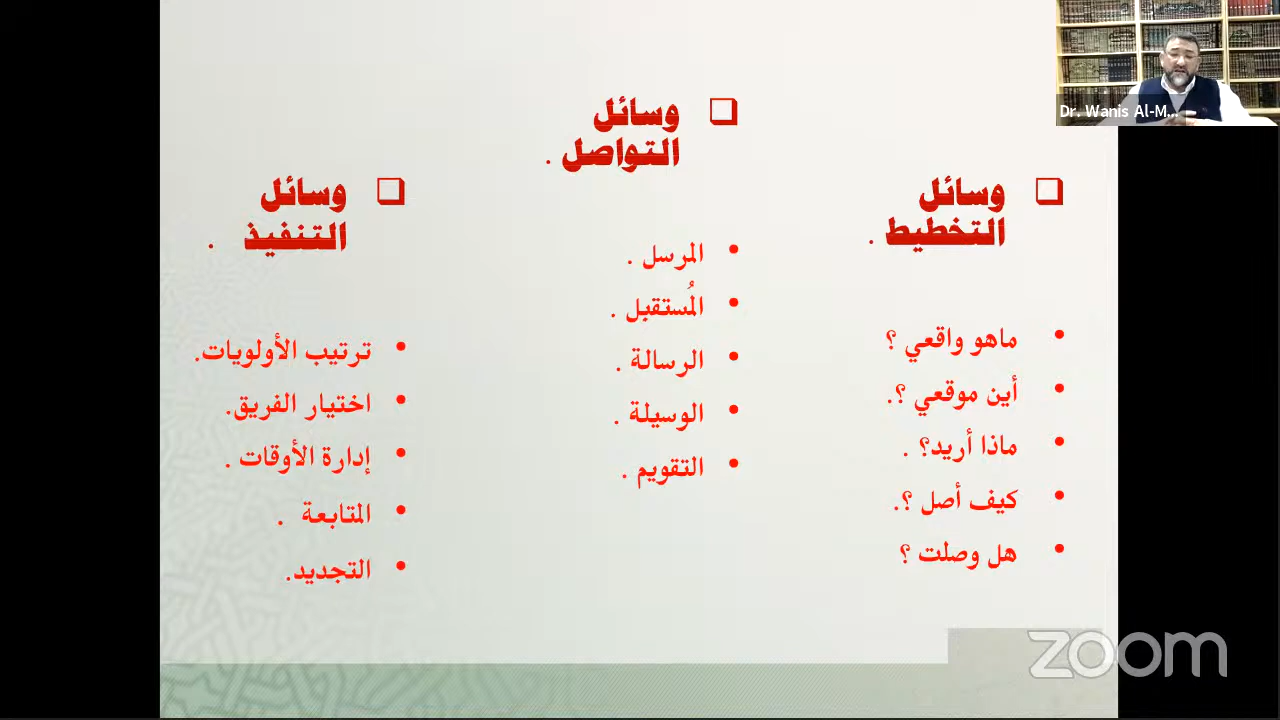 وسائل
التخطيط .
ماهو واقعي ؟
أين موقعي ؟.
ماذا أريد؟ .
كيف أصل ؟.
هل وصلت ؟
وسائل
التواصل .
المرسل .
المُستقبل .
الرسالة .
الوسيلة .
التقويم .
وسائل
التنفيذ .
ترتيب الأولويات.
اختيار الفريق.
إدارة الأوقات .
المتابعة .
التجديد.
Dr. Wanis Al-M...
zoom